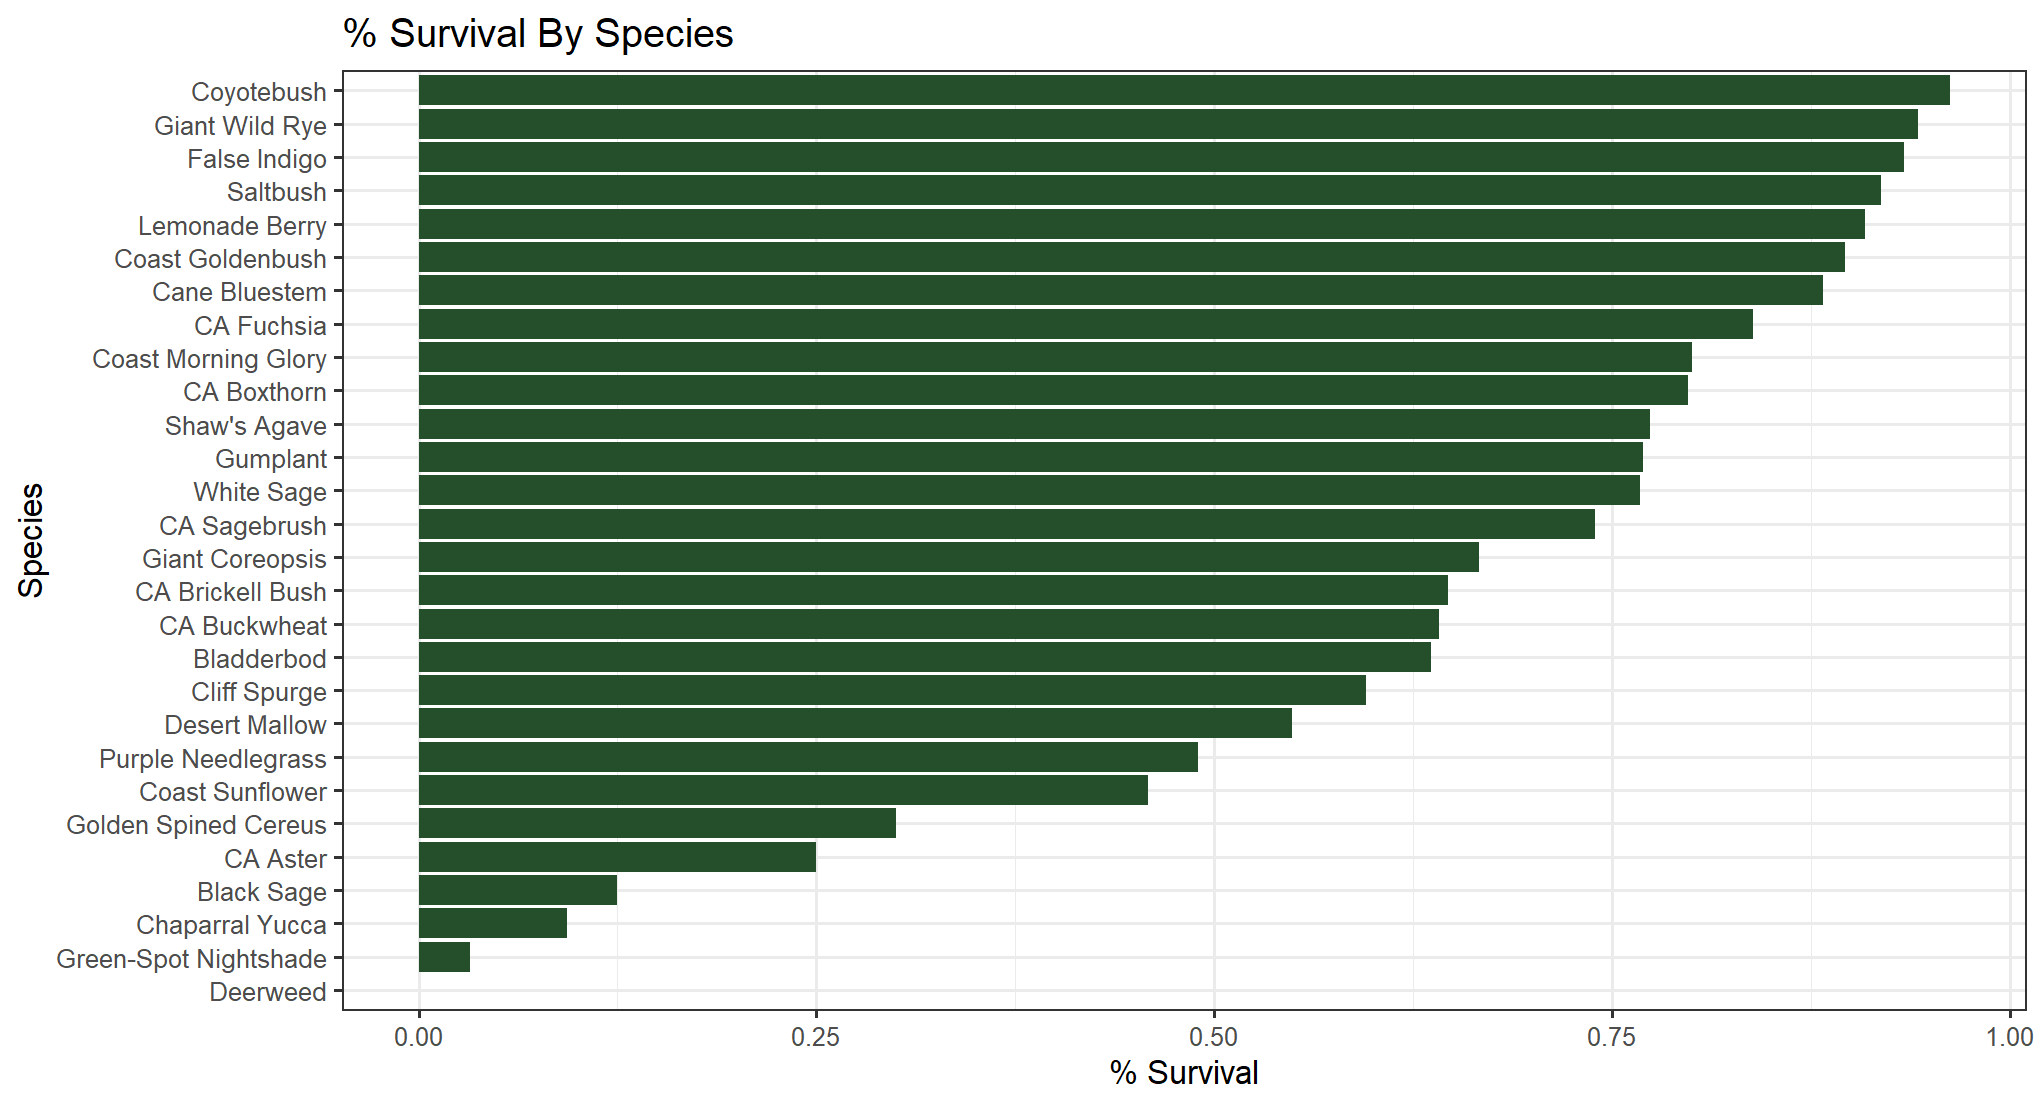 % Survival By Species
Species
Coyotebush
Giant Wild Rye
False Indigo
Saltbush
Lemonade Berry
Coast Goldenbush
Cane Bluestem
CA Fuchsia
Coast Morning Glory
CA Boxthorn
Shaw's Agave
Gumplant
White Sage
CA Sagebrush
Giant Coreopsis
CA Brickell Bush
CA Buckwheat
Bladderbod
Cliff Spurge
Desert Mallow
Purple Needlegrass
Coast Sunflower
Golden Spined Cereus
CA Aster
Black Sage
Chaparral Yucca
Green-Spot Nightshade
Deerweed
0.00 0.25 0.50 0.75 1.00
% Survival